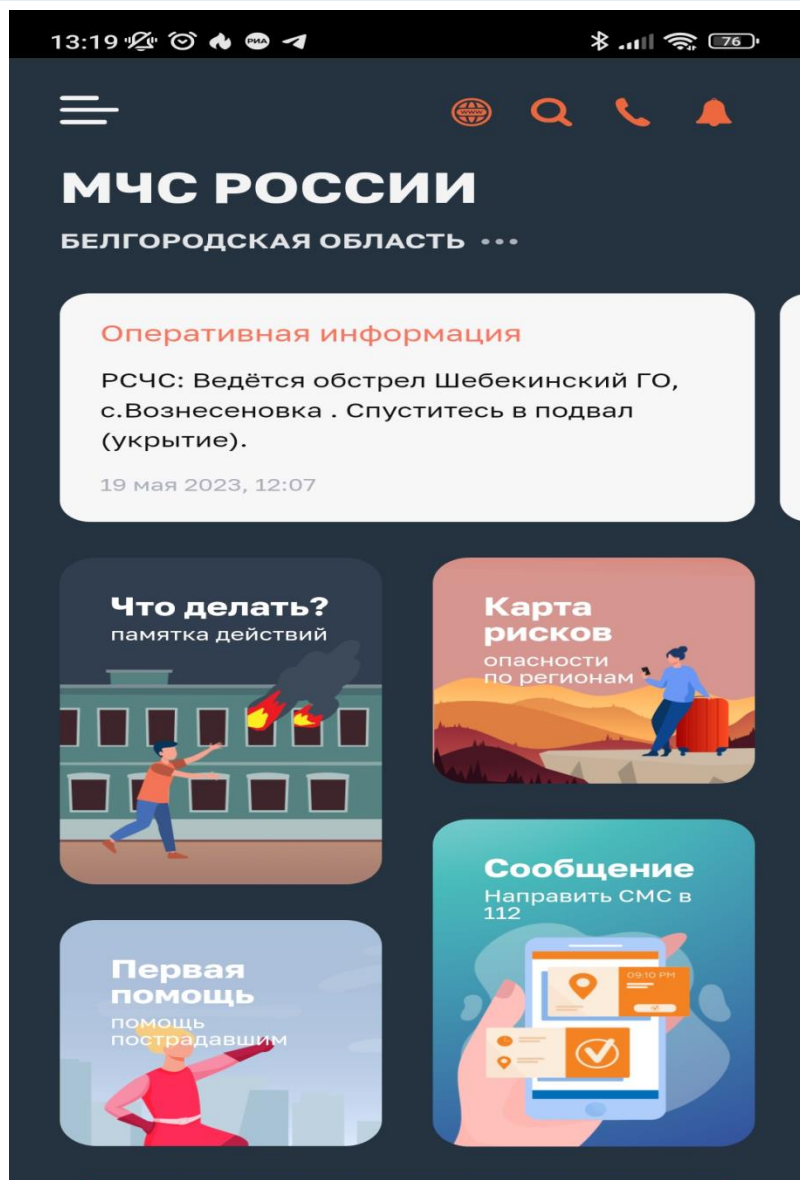 13:19
РИА
76
www
МЧС РОССИИ
БЕЛГОРОДСКАЯ ОБЛАСТЬ •••
Оперативная информация
РСЧС: Ведётся обстрел Шебекинский ГО,
с.Вознесеновка . Спуститесь в подвал
(укрытие).
19 мая 2023, 12:07
Что делать?
памятка действий
Карта
рисков
опасности
по регионам
Сообщение
Направить СМС в
112
09:10 PM
Первая
помощь
помощь
пострадавшим